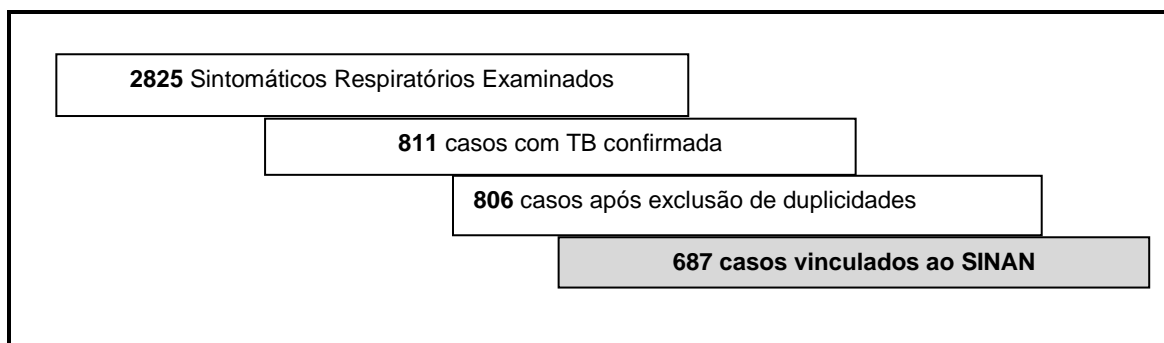 2825 Sintomáticos Respiratórios Examinados
811 casos com TB confirmada
806 casos após exclusão de duplicidades
687 casos vinculados ao SINAN